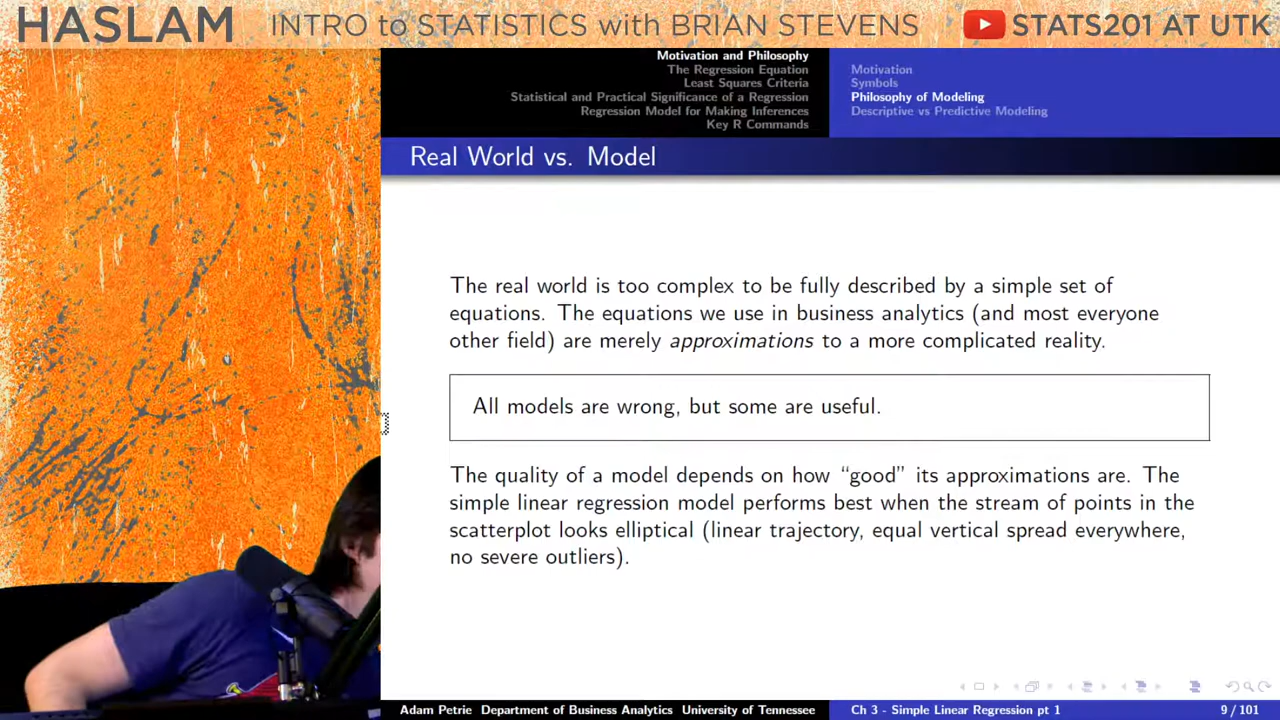 HASLAM INTRO to STATISTICS with BRIAN STEVENS STATS201 AT UTK
Motivation and Philosophy
The Regression Equation
Least Squares Criteria
Statistical and Practical Significance of a Regression
Regression Model for Making Inferences
Key R Commands
Motivation
Symbols
Philosophy of Modeling
Descriptive vs Predictive Modeling
Real World vs. Model
The real world is too complex to be fully described by a simple set of
equations. The equations we use in business analytics (and most everyone
other field) are merely approximations to a more complicated reality.
All models are wrong, but some are useful.
The quality of a model depends on how “good” its approximations are. The
simple linear regression model performs best when the stream of points in the
scatterplot looks elliptical (linear trajectory, equal vertical spread everywhere,
no severe outliers).
Adam Petrie Department of Business Analytics University of Tennessee Ch 3 - Simple Linear Regression pt 1 9 / 101